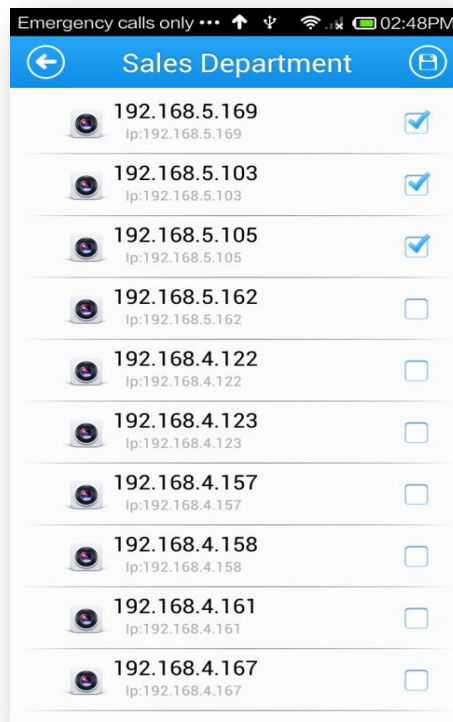 Emergency calls only ••• 02:48PM
Sales Department
192.168.5.169
Ip:192.168.5.169
192.168.5.103
Ip:192.168.5.103
192.168.5.105
Ip:192.168.5.105
192.168.5.162
Ip:192.168.5.162
192.168.4.122
Ip:192.168.4.122
192.168.4.123
Ip:192.168.4.123
192.168.4.157
Ip:192.168.4.157
192.168.4.158
Ip:192.168.4.158
192.168.4.161
Ip:192.168.4.161
192.168.4.167
Ip:192.168.4.167